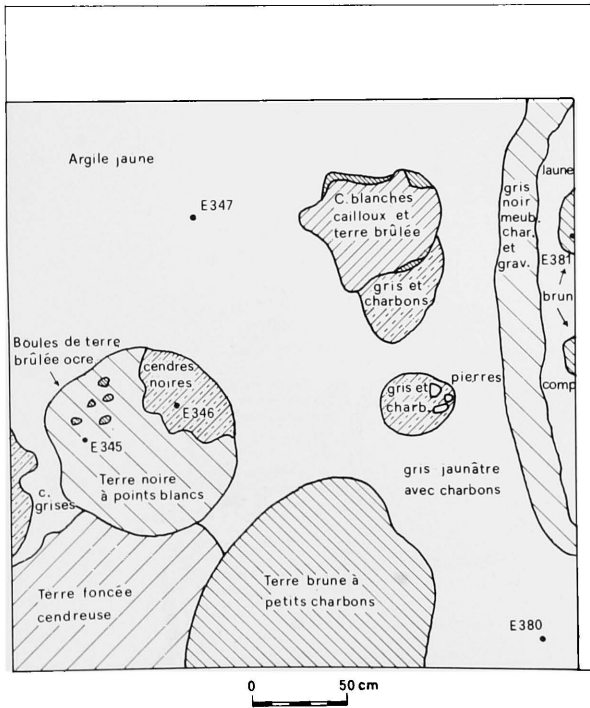 Argile jaune
E347
C. blanches
cailloux et
terre brûlée
gris et
charbons
gris
noir
meub.
char.
et
grav.
laune
E381
brun
comp
Boules de terre
brûlée ocre
cendres
noires
E346
E345
Terre noire
à points blancs
c.
grises
gris et
charb.
pierres
gris jaunâtre
avec charbons
Terre foncée
cendreuse
Terre brune à
petits charbons
E380
0 50 cm